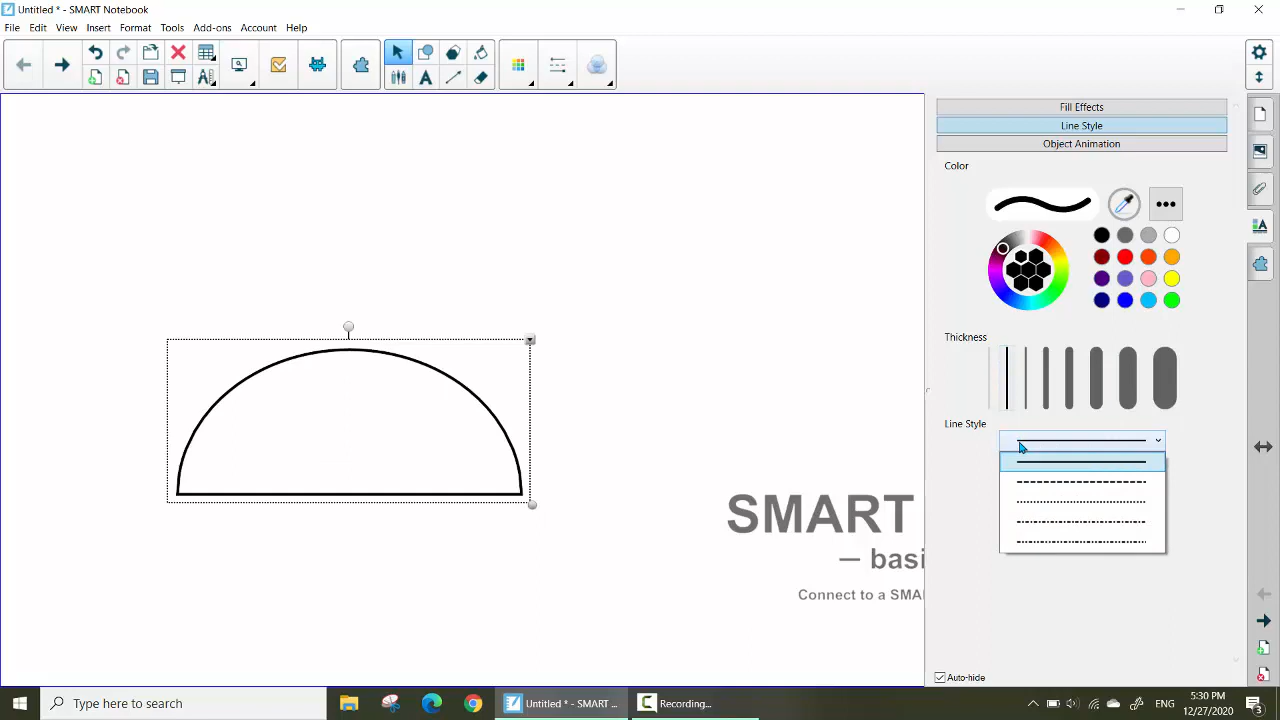 Untitled * - SMART Notebook
File Edit View Insert Format Tools Add-ons Account Help
Fill Effects
Line Style
Object Animation
Color
Thickness
Line Style
SMART
— basi
Connect to a SMA
Auto-hide
Type here to search
Untitled * - SMART ...
Recording...
ENG
5:30 PM
12/27/2020
3